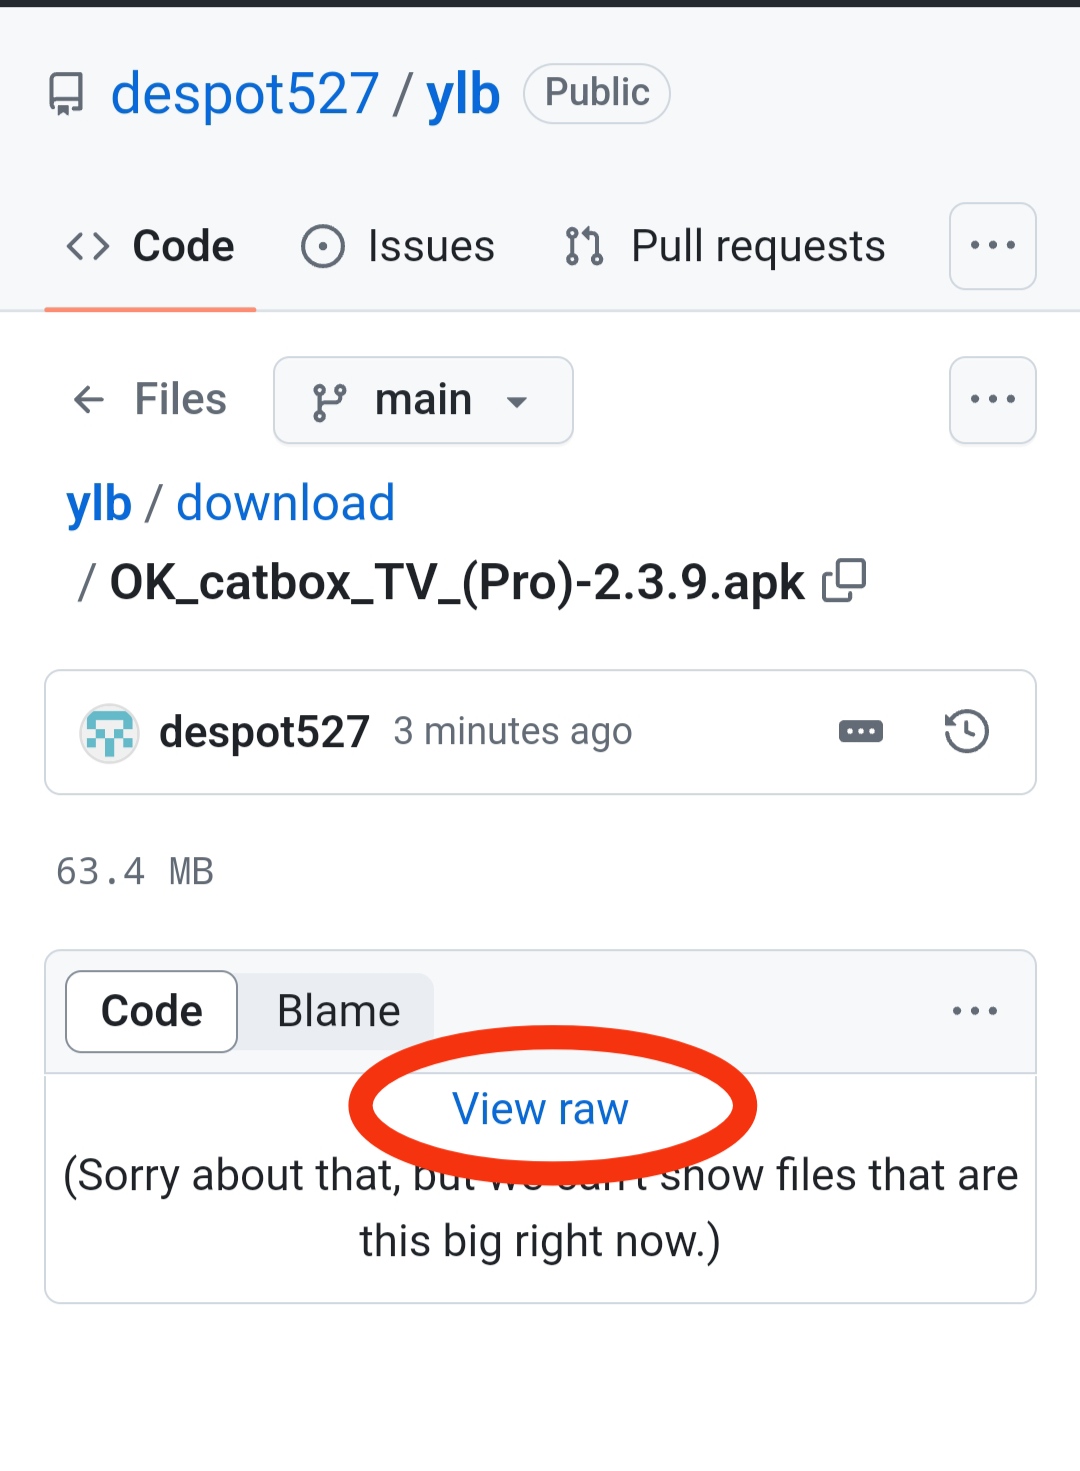 despot527 / ylb Public
Code Issues Pull requests
Files main
ylb / download
/ OK_catbox_TV_(Pro)-2.3.9.apk
despot527 3 minutes ago
63.4 MB
Code Blame
View raw
(Sorry about that, but we can't show files that are
this big right now.)